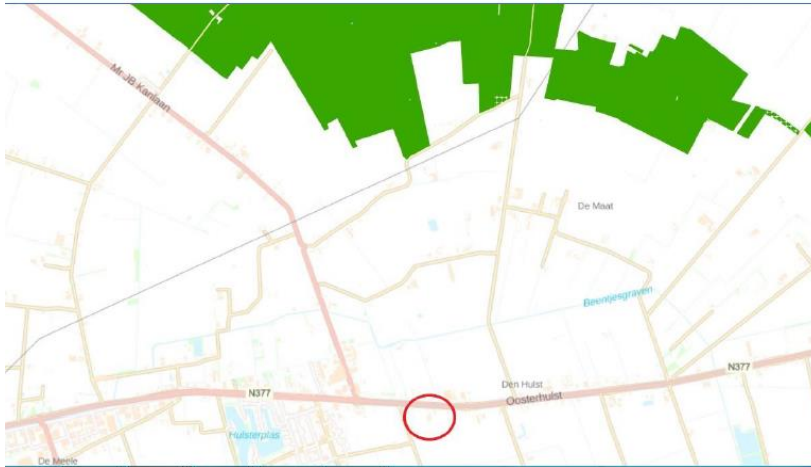 Mr JB Kanlaan
De Maat
Beentjesgraven
N377
Den Hulst
Oosterhulst
N377
Hulsterplas
De Meele